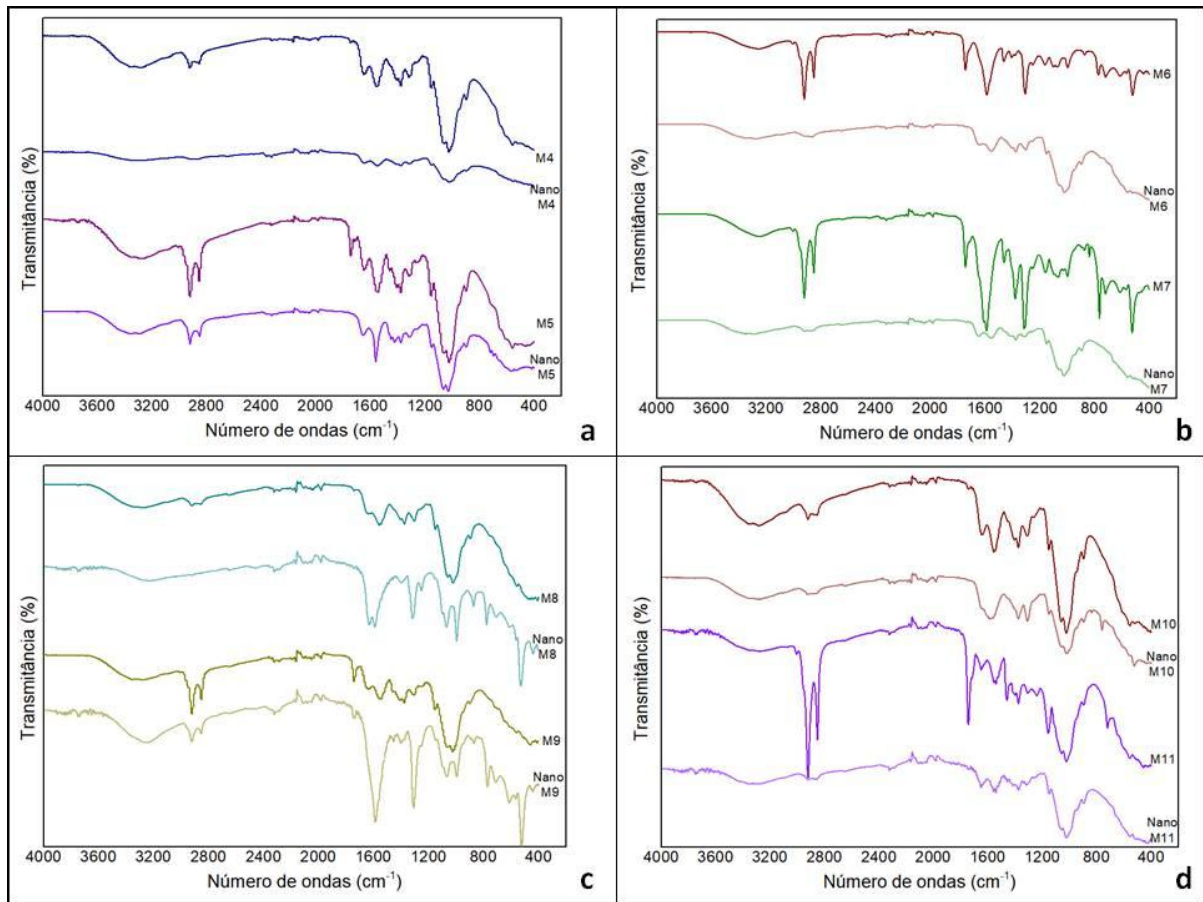 Transmitância (%)
M4
Nano
M4
M5
Nano
M5
4000 3600 3200 2800 2400 2000 1600 1200 800 400
Número de ondas (cm⁻¹)
a
Transmitância (%)
M6
Nano
M6
M7
Nano
M7
4000 3600 3200 2800 2400 2000 1600 1200 800 400
Número de ondas (cm⁻¹)
b
Transmitância (%)
M8
Nano
M8
M9
Nano
M9
4000 3600 3200 2800 2400 2000 1600 1200 800 400
Número de ondas (cm⁻¹)
c
Transmitância (%)
M10
Nano
M10
M11
Nano
M11
4000 3600 3200 2800 2400 2000 1600 1200 800 400
Número de ondas (cm⁻¹)
d